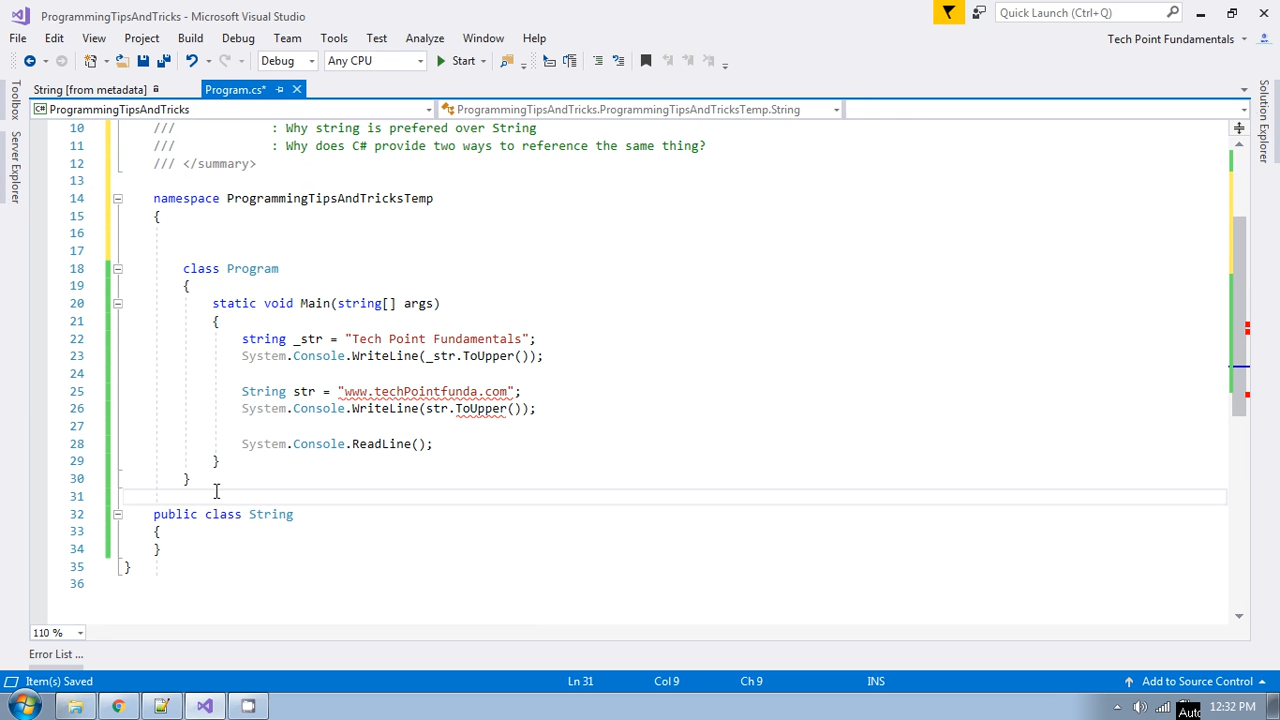 ProgrammingTipsAndTricks - Microsoft Visual Studio
Quick Launch (Ctrl+Q)
File Edit View Project Build Debug Team Tools Test Analyze Window Help
Tech Point Fundamentals
Debug Any CPU Start
String [from metadata] Program.cs*
ProgrammingTipsAndTricks ProgrammingTipsAndTricks.ProgrammingTipsAndTricksTemp.String
Toolbox
Server Explorer
Solution Explorer
10 /// : Why string is prefered over String
11 /// : Why does C# provide two ways to reference the same thing?
12 /// </summary>
13
14 namespace ProgrammingTipsAndTricksTemp
15 {
16
17
18 class Program
19 {
20 static void Main(string[] args)
21 {
22 string _str = "Tech Point Fundamentals";
23 System.Console.WriteLine(_str.ToUpper());
24
25 String str = "www.techPointfunda.com";
26 System.Console.WriteLine(str.ToUpper());
27
28 System.Console.ReadLine();
29 }
30 }
31
32 public class String
33 {
34 }
35 }
36
110 %
Error List ...
Item(s) Saved Ln 31 Col 9 Ch 9 INS Add to Source Control
Auto 12:32 PM